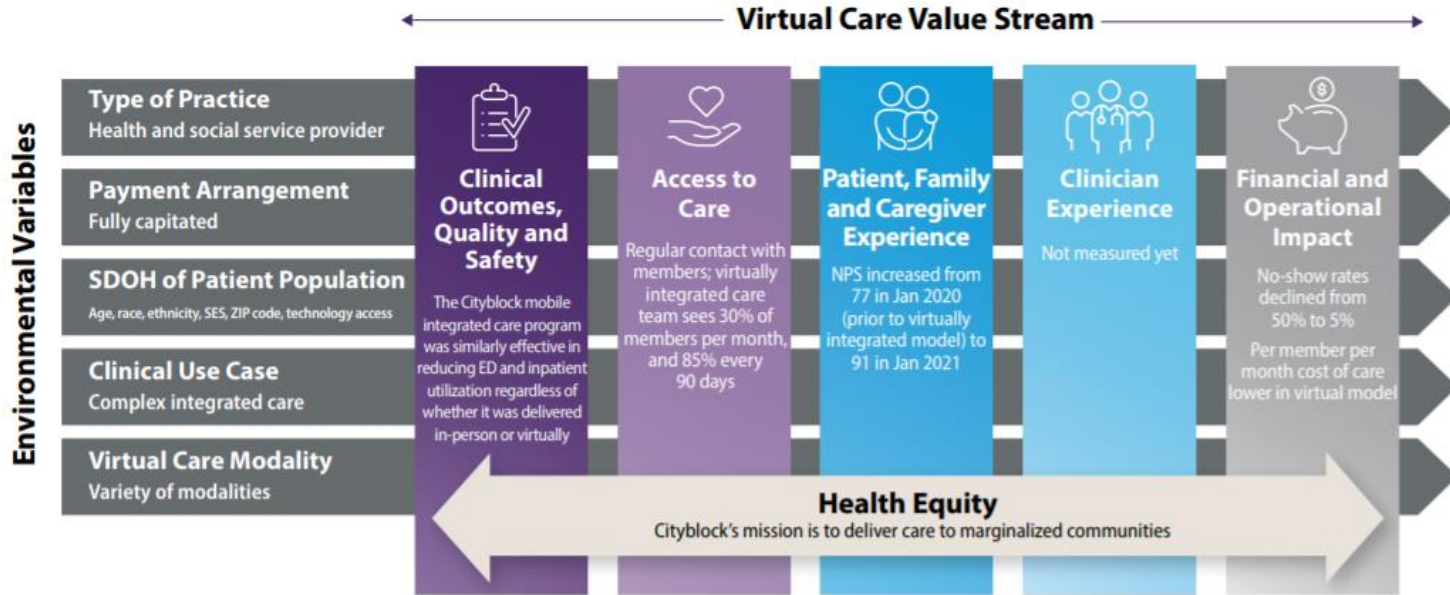 Virtual Care Value Stream
Environmental Variables
Type of Practice
Health and social service provider
Payment Arrangement
Fully capitated
SDOH of Patient Population
Age, race, ethnicity, SES, ZIP code, technology access
Clinical Use Case
Complex integrated care
Virtual Care Modality
Variety of modalities
Clinical
Outcomes,
Quality and
Safety
The Cityblock mobile
integrated care program
was similarly effective in
reducing ED and inpatient
utilization regardless of
whether it was delivered
in-person or virtually
Access to
Care
Regular contact with
members; virtually
integrated care
team sees 30% of
members per month,
and 85% every
90 days
Patient, Family
and Caregiver
Experience
NPS increased from
77 in Jan 2020
(prior to virtually
integrated model) to
91 in Jan 2021
Clinician
Experience
Not measured yet
$
Financial and
Operational
Impact
No-show rates
declined from
50% to 5%
Per member per
month cost of care
lower in virtual model
Health Equity
Cityblock's mission is to deliver care to marginalized communities